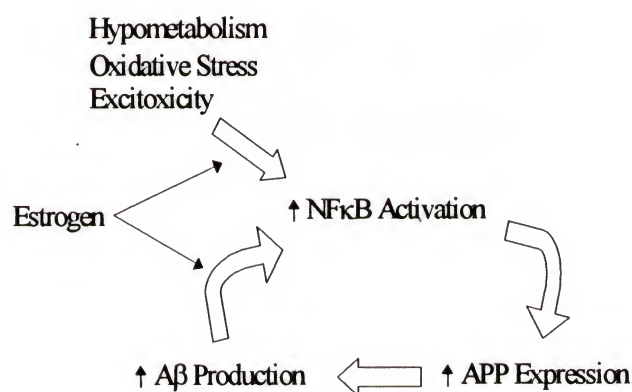 Hypometabolism
Oxidative Stress
Excitoxicity
Estrogen
↑ NFκB Activation
↑ Aβ Production
↑ APP Expression